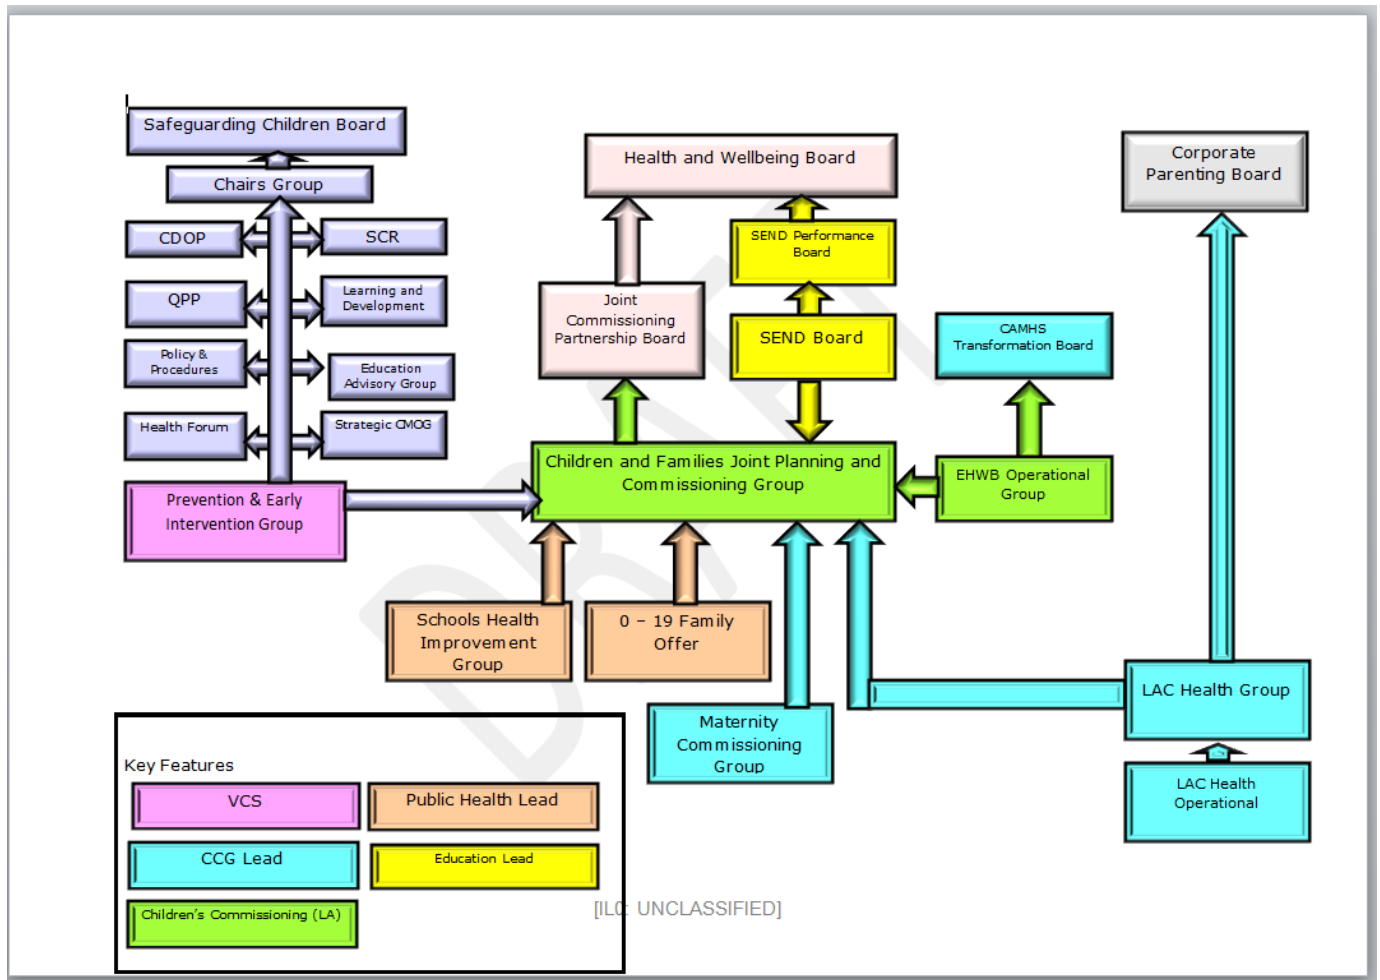 Safeguarding Children Board
Chairs Group
CDOP
SCR
QPP
Learning and
Development
Policy &
Procedures
Education
Advisory Group
Health Forum
Strategic CMOG
Prevention & Early
Intervention Group
Health and Wellbeing Board
SEND Performance
Board
Joint
Commissioning
Partnership Board
SEND Board
CAMHS
Transformation Board
Corporate
Parenting Board
Children and Families Joint Planning and
Commissioning Group
EHWB Operational
Group
Schools Health
Improvement
Group
0 – 19 Family
Offer
Maternity
Commissioning
Group
LAC Health Group
LAC Health
Operational
DRAFT
Key Features
VCS
Public Health Lead
CCG Lead
Education Lead
Children's Commissioning (LA)
[IL0: UNCLASSIFIED]